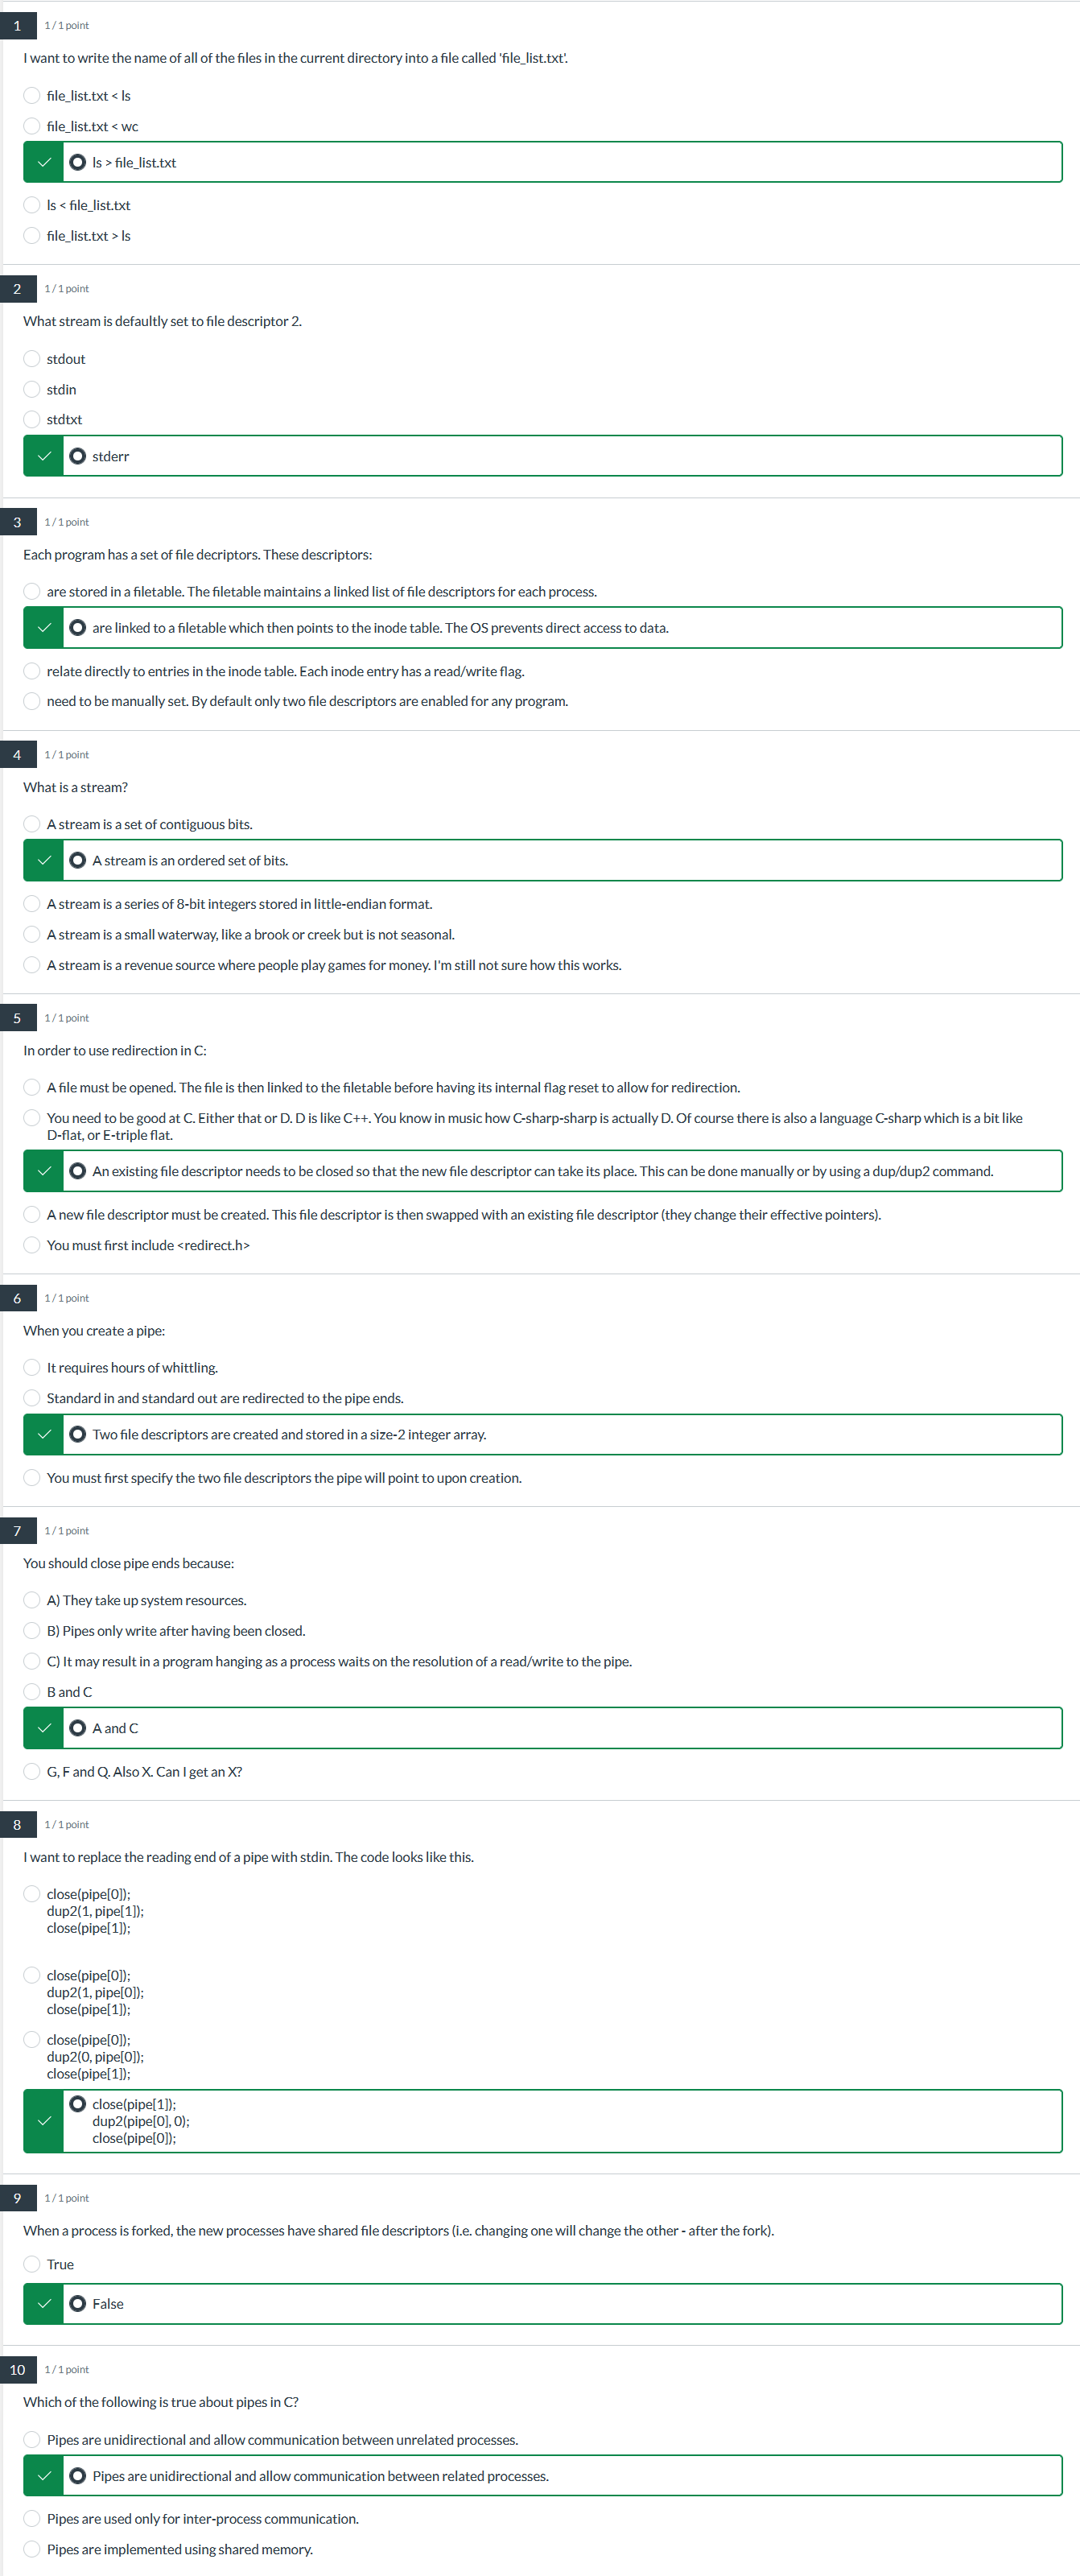 1
1 / 1 point
I want to write the name of all of the files in the current directory into a file called 'file_list.txt'.
file_list.txt < ls
file_list.txt < wc
ls > file_list.txt
ls < file_list.txt
file_list.txt > ls
2
1 / 1 point
What stream is defaultly set to file descriptor 2.
stdout
stdin
stdtxt
stderr
3
1 / 1 point
Each program has a set of file decriptors. These descriptors:
are stored in a filetable. The filetable maintains a linked list of file descriptors for each process.
are linked to a filetable which then points to the inode table. The OS prevents direct access to data.
relate directly to entries in the inode table. Each inode entry has a read/write flag.
need to be manually set. By default only two file descriptors are enabled for any program.
4
1 / 1 point
What is a stream?
A stream is a set of contiguous bits.
A stream is an ordered set of bits.
A stream is a series of 8-bit integers stored in little-endian format.
A stream is a small waterway, like a brook or creek but is not seasonal.
A stream is a revenue source where people play games for money. I'm still not sure how this works.
5
1 / 1 point
In order to use redirection in C:
A file must be opened. The file is then linked to the filetable before having its internal flag reset to allow for redirection.
You need to be good at C. Either that or D. D is like C++. You know in music how C-sharp-sharp is actually D. Of course there is also a language C-sharp which is a bit like
D-flat, or E-triple flat.
An existing file descriptor needs to be closed so that the new file descriptor can take its place. This can be done manually or by using a dup/dup2 command.
A new file descriptor must be created. This file descriptor is then swapped with an existing file descriptor (they change their effective pointers).
You must first include <redirect.h>
6
1 / 1 point
When you create a pipe:
It requires hours of whittling.
Standard in and standard out are redirected to the pipe ends.
Two file descriptors are created and stored in a size-2 integer array.
You must first specify the two file descriptors the pipe will point to upon creation.
7
1 / 1 point
You should close pipe ends because:
A) They take up system resources.
B) Pipes only write after having been closed.
C) It may result in a program hanging as a process waits on the resolution of a read/write to the pipe.
B and C
A and C
G, F and Q. Also X. Can I get an X?
8
1 / 1 point
I want to replace the reading end of a pipe with stdin. The code looks like this.
close(pipe[0]);
dup2(1, pipe[1]);
close(pipe[1]);
close(pipe[0]);
dup2(1, pipe[0]);
close(pipe[1]);
close(pipe[0]);
dup2(0, pipe[0]);
close(pipe[1]);
close(pipe[1]);
dup2(pipe[0], 0);
close(pipe[0]);
9
1 / 1 point
When a process is forked, the new processes have shared file descriptors (i.e. changing one will change the other - after the fork).
True
False
10
1 / 1 point
Which of the following is true about pipes in C?
Pipes are unidirectional and allow communication between unrelated processes.
Pipes are unidirectional and allow communication between related processes.
Pipes are used only for inter-process communication.
Pipes are implemented using shared memory.